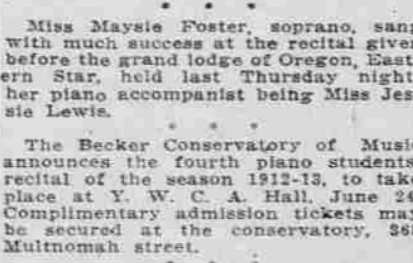 * * *
Miss Maysie Foster, soprano, sang
with much success at the recital given
before the grand lodge of Oregon, East-
ern Star, held last Thursday night,
her piano accompanist being Miss Jes-
sie Lewis.
* * *
The Becker Conservatory of Music
announces the fourth piano students'
recital of the season 1912-13, to take
place at Y. W. C. A. Hall, June 24.
Complimentary admission tickets may
be secured at the conservatory,
Multnomah street.